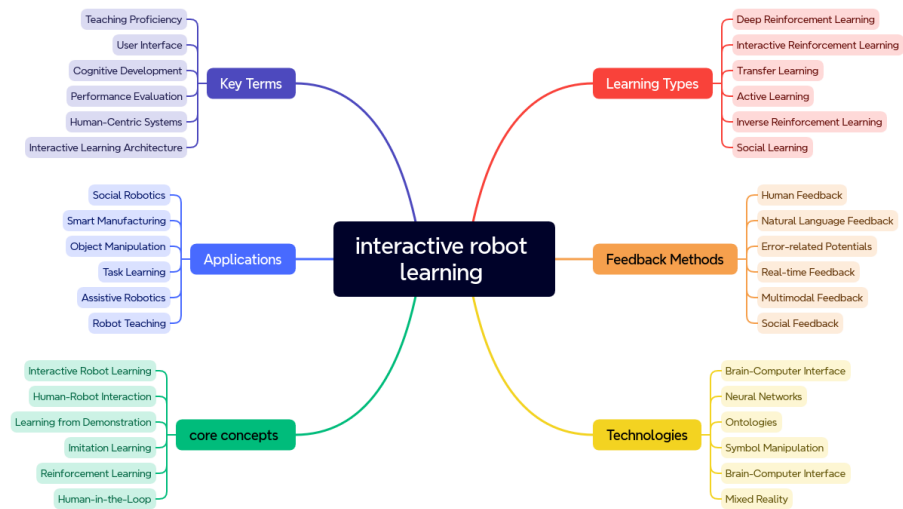 interactive robot
learning
Key Terms
Teaching Proficiency
User Interface
Cognitive Development
Performance Evaluation
Human-Centric Systems
Interactive Learning Architecture
Applications
Social Robotics
Smart Manufacturing
Object Manipulation
Task Learning
Assistive Robotics
Robot Teaching
core concepts
Interactive Robot Learning
Human-Robot Interaction
Learning from Demonstration
Imitation Learning
Reinforcement Learning
Human-in-the-Loop
Learning Types
Deep Reinforcement Learning
Interactive Reinforcement Learning
Transfer Learning
Active Learning
Inverse Reinforcement Learning
Social Learning
Feedback Methods
Human Feedback
Natural Language Feedback
Error-related Potentials
Real-time Feedback
Multimodal Feedback
Social Feedback
Technologies
Brain-Computer Interface
Neural Networks
Ontologies
Symbol Manipulation
Brain-Computer Interface
Mixed Reality